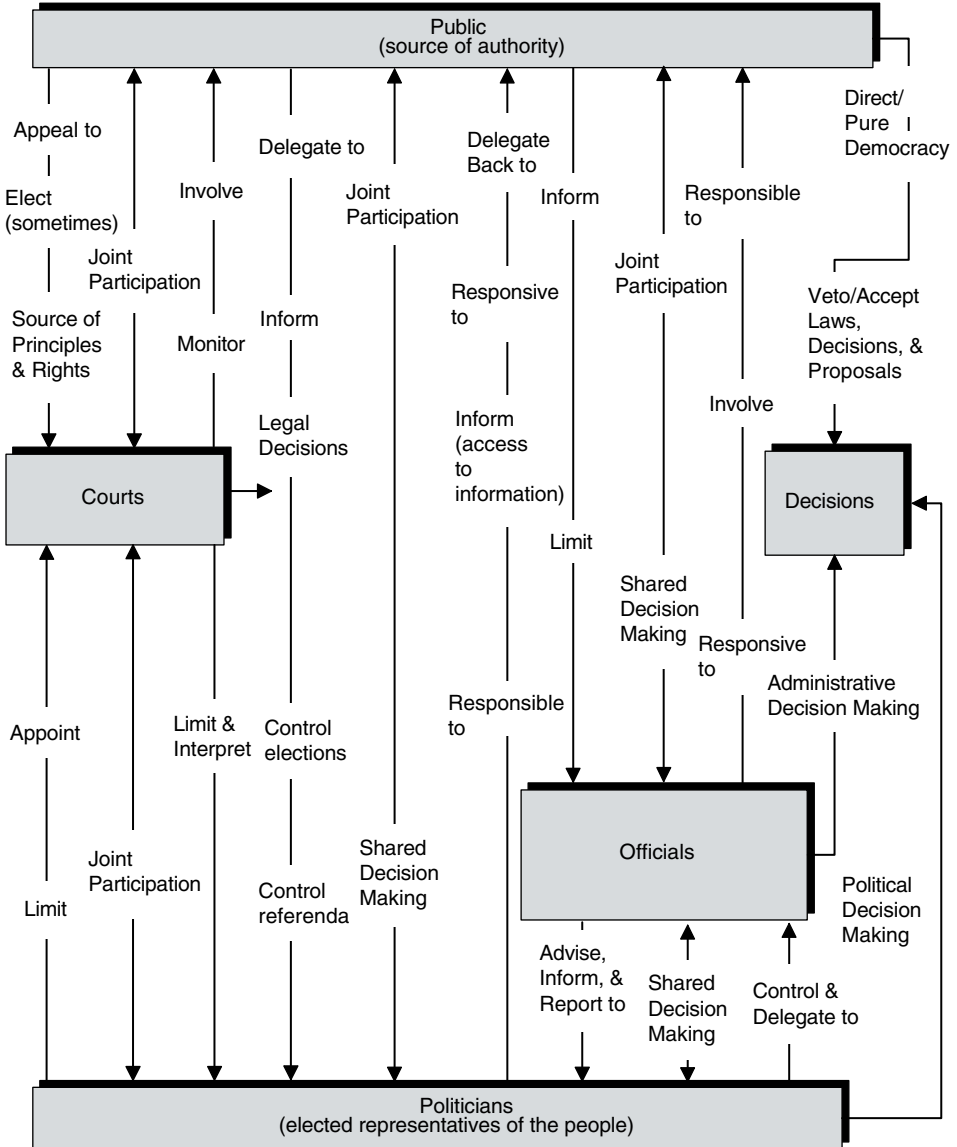 Public
(source of authority)
Appeal to
Elect
(sometimes)
Source of
Principles
& Rights
Joint
Participation
Involve
Monitor
Delegate to
Inform
Legal
Decisions
Control
elections
Control
referenda
Joint
Participation
Shared
Decision
Making
Delegate
Back to
Responsive
to
Inform
(access
to
information)
Responsible
to
Inform
Limit
Joint
Participation
Shared
Decision
Making
Responsible
to
Involve
Responsive
to
Direct/
Pure
Democracy
Veto/Accept
Laws,
Decisions, &
Proposals
Courts
Decisions
Appoint
Limit
Joint
Participation
Limit &
Interpret
Administrative
Decision Making
Officials
Political
Decision
Making
Advise,
Inform, &
Report to
Shared
Decision
Making
Control &
Delegate to
Politicians
(elected representatives of the people)